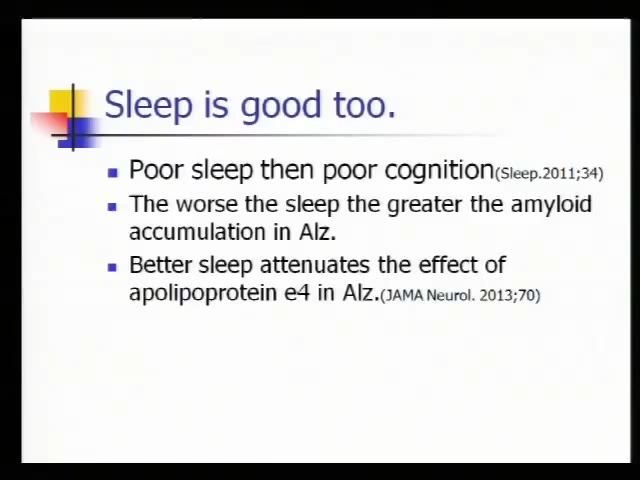 Sleep is good too.
Poor sleep then poor cognition(Sleep.2011;34)
The worse the sleep the greater the amyloid
accumulation in Alz.
Better sleep attenuates the effect of
apolipoprotein e4 in Alz.(JAMA Neurol. 2013;70)